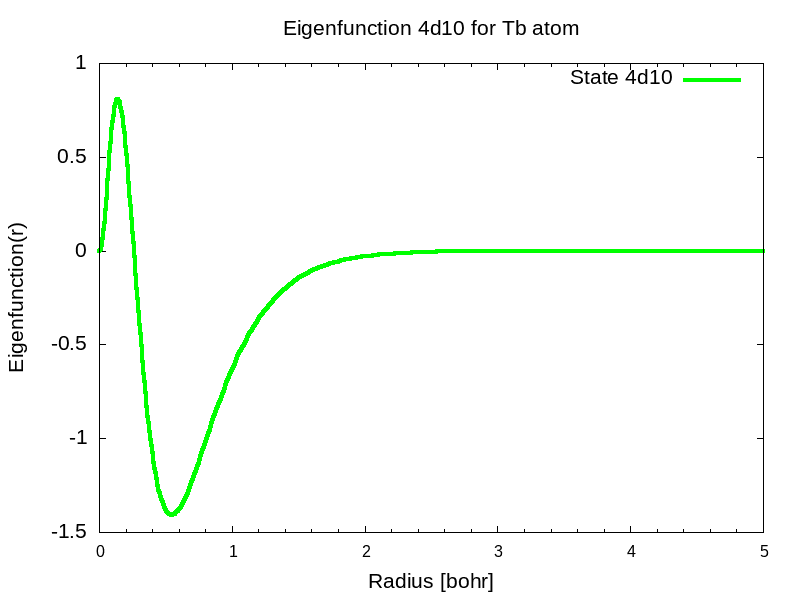 Eigenfunction 4d10 for Tb atom
State 4d10
1
0.5
0
-0.5
-1
-1.5
Eigenfunction(r)
0 1 2 3 4 5
Radius [bohr]